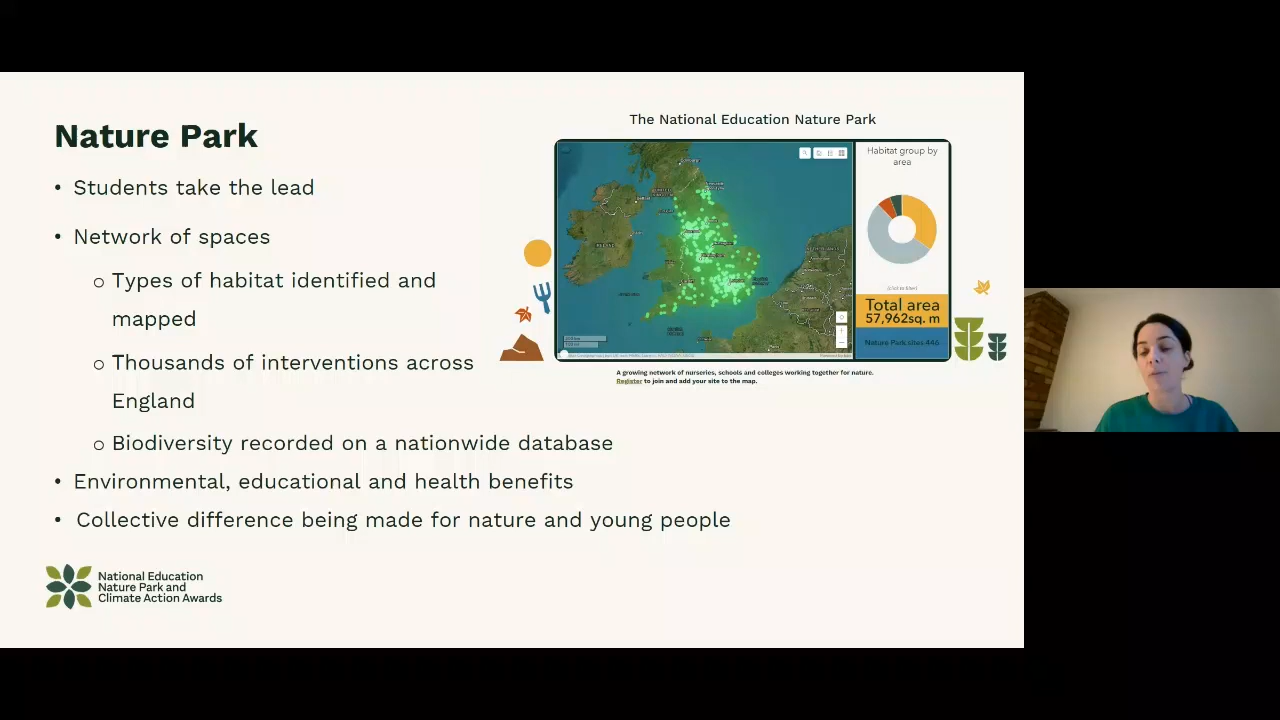 Nature Park
• Students take the lead
• Network of spaces
o Types of habitat identified and
mapped
o Thousands of interventions across
England
o Biodiversity recorded on a nationwide database
• Environmental, educational and health benefits
• Collective difference being made for nature and young people
The National Education Nature Park
Habitat group by
area
Total area
57,962sq. m
Nature Park sites 446
A growing network of nurseries, schools and colleges working together for nature.
Register to join and add your site to the map.
National Education
Nature Park and
Climate Action Awards